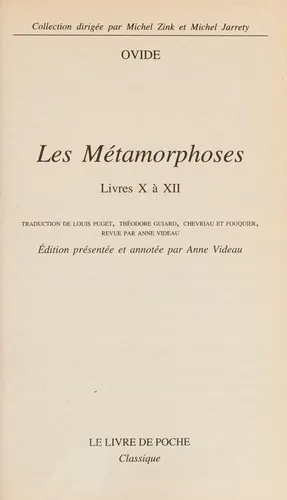 Collection dirigée par Michel Zink et Michel Jarrety
OVIDE
Les Métamorphoses
Livres X à XII
TRADUCTION DE LOUIS PUGET, THÉODORE GUIARD, CHEVRIAU ET FOUQUIER,
REVUE PAR ANNE VIDEAU
Édition présentée et annotée par Anne Videau
LE LIVRE DE POCHE
Classique